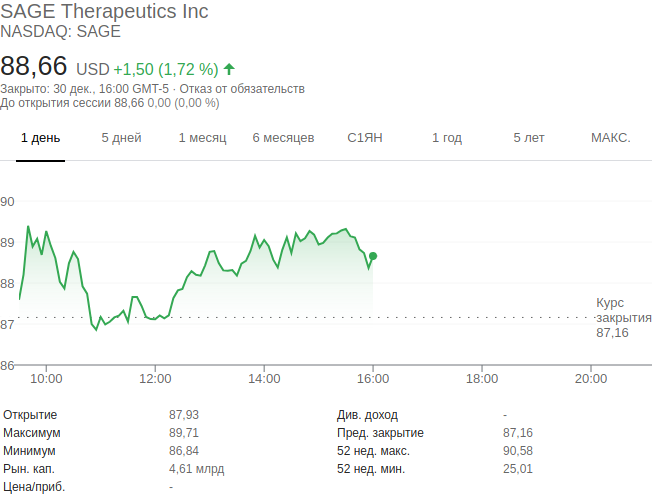 SAGE Therapeutics Inc
NASDAQ: SAGE
88,66 USD +1,50 (1,72 %)
Закрыто: 30 дек., 16:00 GMT-5 · Отказ от обязательств
До открытия сессии 88,66 0,00 (0,00 %)
1 день 5 дней 1 месяц 6 месяцев С1ЯН 1 год 5 лет МАКС.
90
89
88
87
86
Курс
закрытия
87,16
10:00 12:00 14:00 16:00 18:00 20:00
Открытие 87,93 Див. доход -
Максимум 89,71 Пред. закрытие 87,16
Минимум 86,84 52 нед. макс. 90,58
Рын. кап. 4,61 млрд 52 нед. мин. 25,01
Цена/приб. -